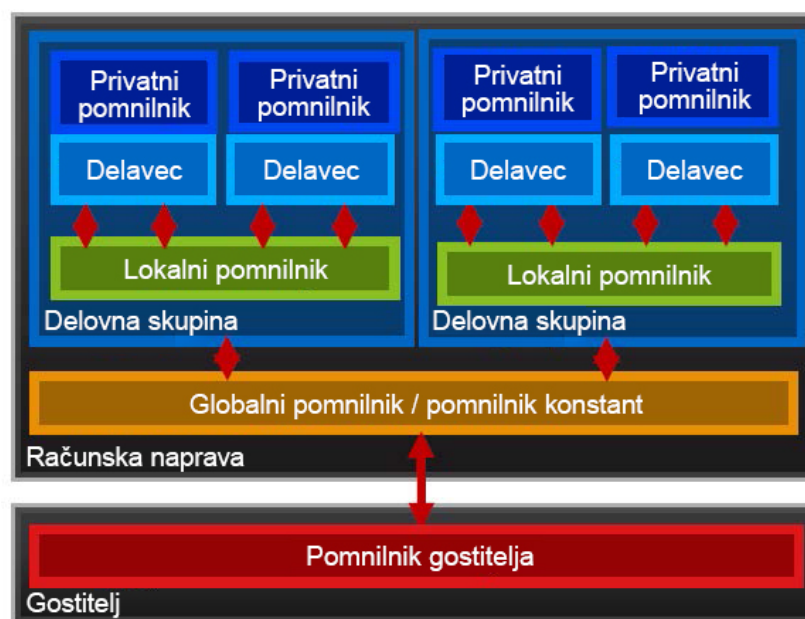 Privatni
pomnilnik
Privatni
pomnilnik
Privatni
pomnilnik
Privatni
pomnilnik
Delavec
Delavec
Delavec
Delavec
Lokalni pomnilnik
Lokalni pomnilnik
Delovna skupina
Delovna skupina
Globalni pomnilnik / pomnilnik konstant
Računska naprava
Pomnilnik gostitelja
Gostitelj